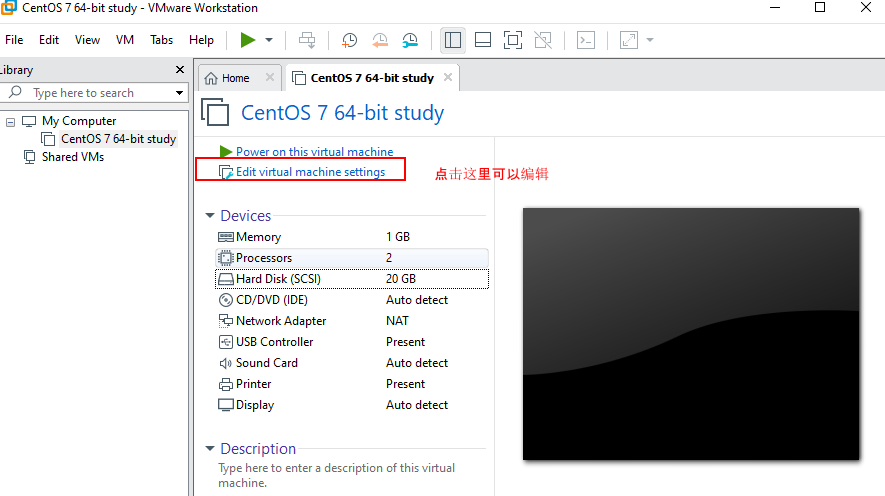 CentOS 7 64-bit study - VMware Workstation
File Edit View VM Tabs Help
Library
Type here to search
My Computer
CentOS 7 64-bit study
Shared VMs
Home
CentOS 7 64-bit study
CentOS 7 64-bit study
Power on this virtual machine
Edit virtual machine settings
点击这里可以编辑
Devices
Memory 1 GB
Processors 2
Hard Disk (SCSI) 20 GB
CD/DVD (IDE) Auto detect
Network Adapter NAT
USB Controller Present
Sound Card Auto detect
Printer Present
Display Auto detect
Description
Type here to enter a description of this virtual
machine.